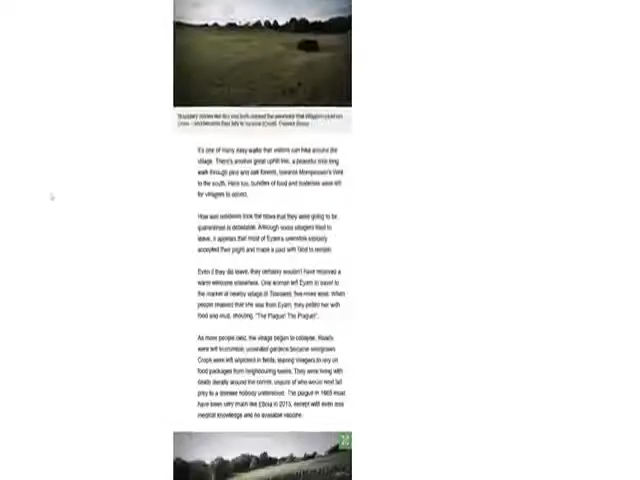 It's one of many easy walks that visitors can take around the
village. There's another great uphill link, a peaceful mile long
walk through pine and oak forests, towards Mompesson's Well
to the south. Here too, bundles of food and materials were left
for villagers to collect.
How well residents took the news that they were going to be
quarantined is debatable. Although some villagers tried to
leave, it appears that most of Eyam's
accepted their plight and made a pact with God to remain.
Even if they did leave, they certainly wouldn't have received a
warm welcome elsewhere. One woman left Eyam to travel to
the market at nearby village of Tideswell, five miles west. When
people realised that she was from Eyam, they pelted her with
food and mud, shouting, "The Plague! The Plague!".
As more people died, the village began to collapse. Roads
were left to crumble; untended gardens became overgrown.
Crops were left unpicked in fields, leaving villagers to rely on
food packages from neighbouring towns. They were living with
death literally around the corner, unsure of who would next fall
prey to a disease nobody understood. The plague in 1665 must
have been very much like Ebola in 2015, except with even less
medical knowledge and no available vaccine.